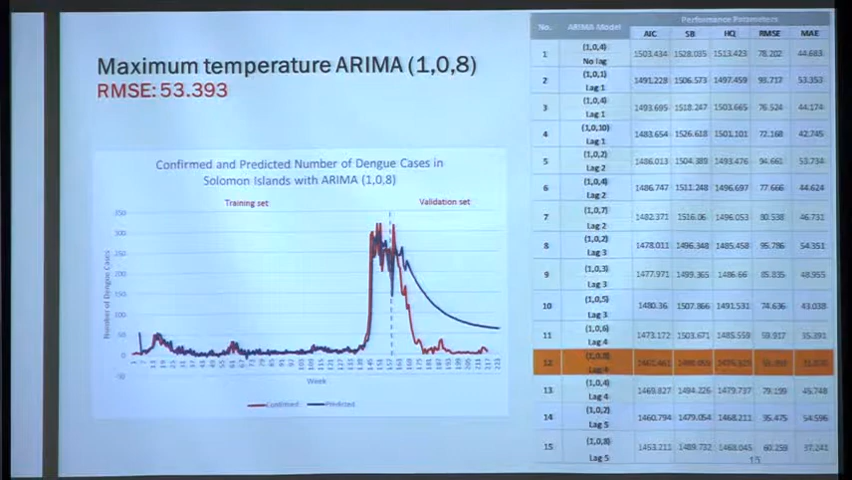 Maximum temperature ARIMA (1,0,8)
RMSE: 53.393
Confirmed and Predicted Number of Dengue Cases in
Solomon Islands with ARIMA (1,0,8)
Training set
Validation set
Number of Dengue Cases
350
300
250
200
150
100
50
0
Week
Confirmed
Predicted
No. ARIMA Model Performance Parameters
AIC SB HQ RMSE MAE
1 (1,0,4) No lag 1503.434 1528.035 1513.423 78.202 44.683
2 (1,0,1) Lag 1 1491.228 1506.573 1497.459 93.717 53.353
3 (1,0,4) Lag 1 1493.695 1518.247 1503.665 76.524 44.174
4 (1,0,10) Lag 1 1483.654 1526.618 1501.101 72.168 42.745
5 (1,0,2) Lag 2 1486.013 1504.389 1493.476 94.661 53.734
6 (1,0,4) Lag 2 1486.747 1511.248 1496.697 77.666 44.624
7 (1,0,7) Lag 2 1482.371 1516.06 1496.053 80.538 46.731
8 (1,0,2) Lag 3 1478.011 1496.348 1485.458 95.786 54.351
9 (1,0,3) Lag 3 1477.971 1499.365 1486.66 85.835 48.955
10 (1,0,5) Lag 3 1480.36 1507.866 1491.531 74.636 43.038
11 (1,0,6) Lag 4 1473.172 1503.671 1485.559 59.917 35.391
12 (1,0,8) Lag 4
13 (1,0,4) Lag 4 1469.827 1494.226 1479.737 79.199 45.748
14 (1,0,2) Lag 5 1460.794 1479.054 1468.211 95.475 54.596
15 (1,0,8) Lag 5 1453.211 1489.732 1468.045 60.259 37.241
15